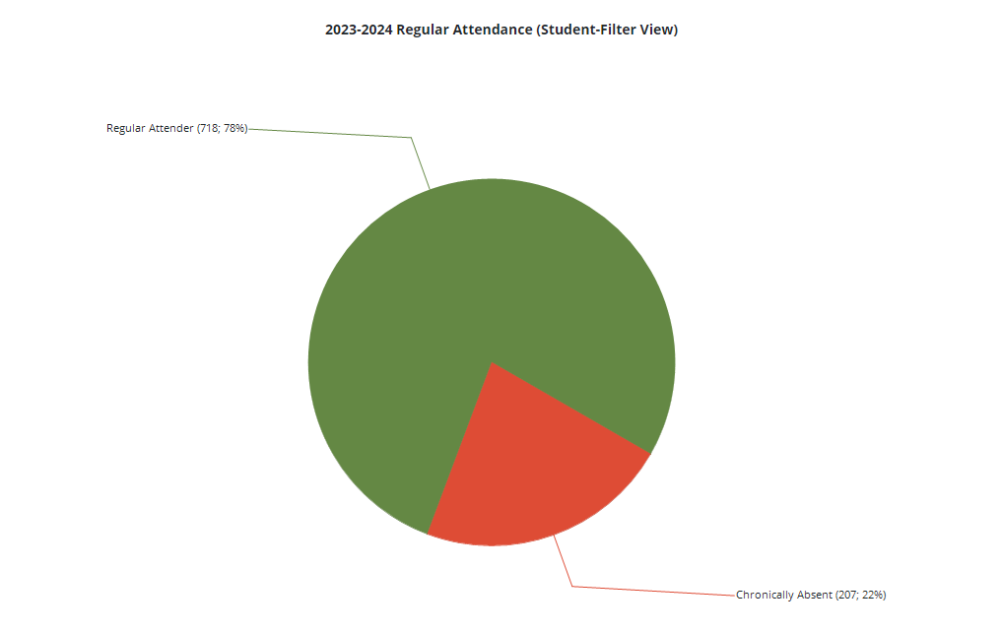 2023-2024 Regular Attendance (Student-Filter View)
Regular Attender (718; 78%)
Chronically Absent (207; 22%)